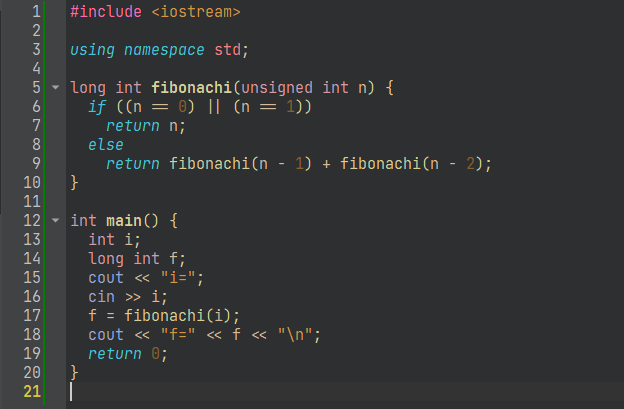 1 #include <iostream>
2
3 using namespace std;
4
5 long int fibonachi(unsigned int n) {
6   if ((n == 0) || (n == 1))
7     return n;
8   else
9     return fibonachi(n - 1) + fibonachi(n - 2);
10 }
11
12 int main() {
13   int i;
14   long int f;
15   cout << "i=";
16   cin >> i;
17   f = fibonachi(i);
18   cout << "f=" << f << "\n";
19   return 0;
20 }
21